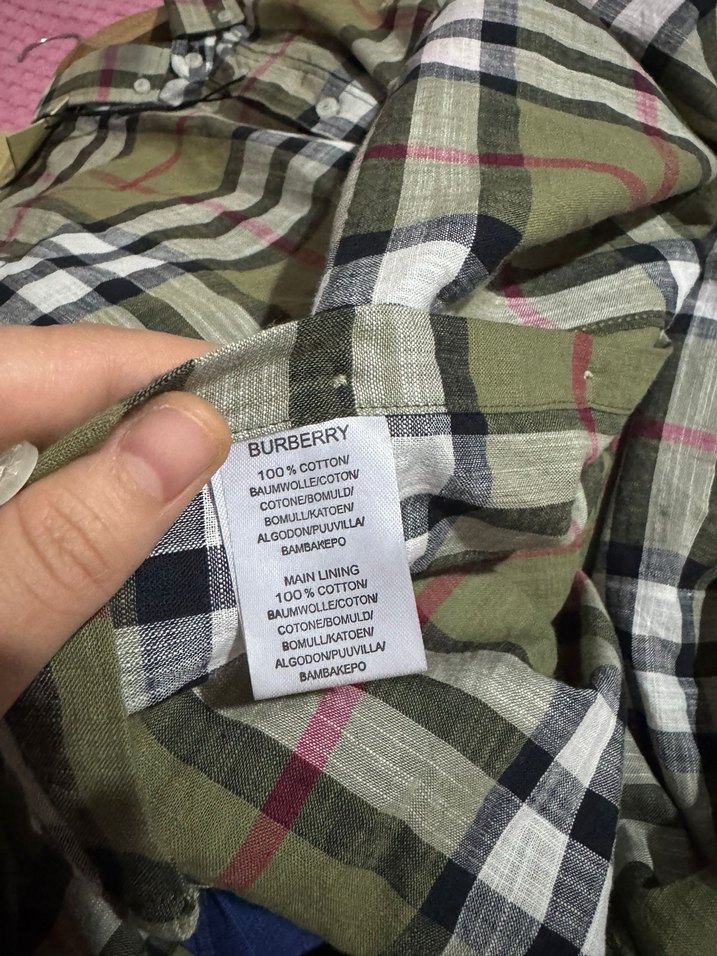 BURBERRY
100 % COTTON/
BAUMWOLLE/COTON/
COTONE/BOMULD/
BOMULL/KATOEN/
ALGODON/PUUVILLA/
BAMBAKEPO
MAIN LINING
100 % COTTON/
BAUMWOLLE/COTON/
COTONE/BOMULD/
BOMULL/KATOEN/
ALGODON/PUUVILLA/
BAMBAKEPO